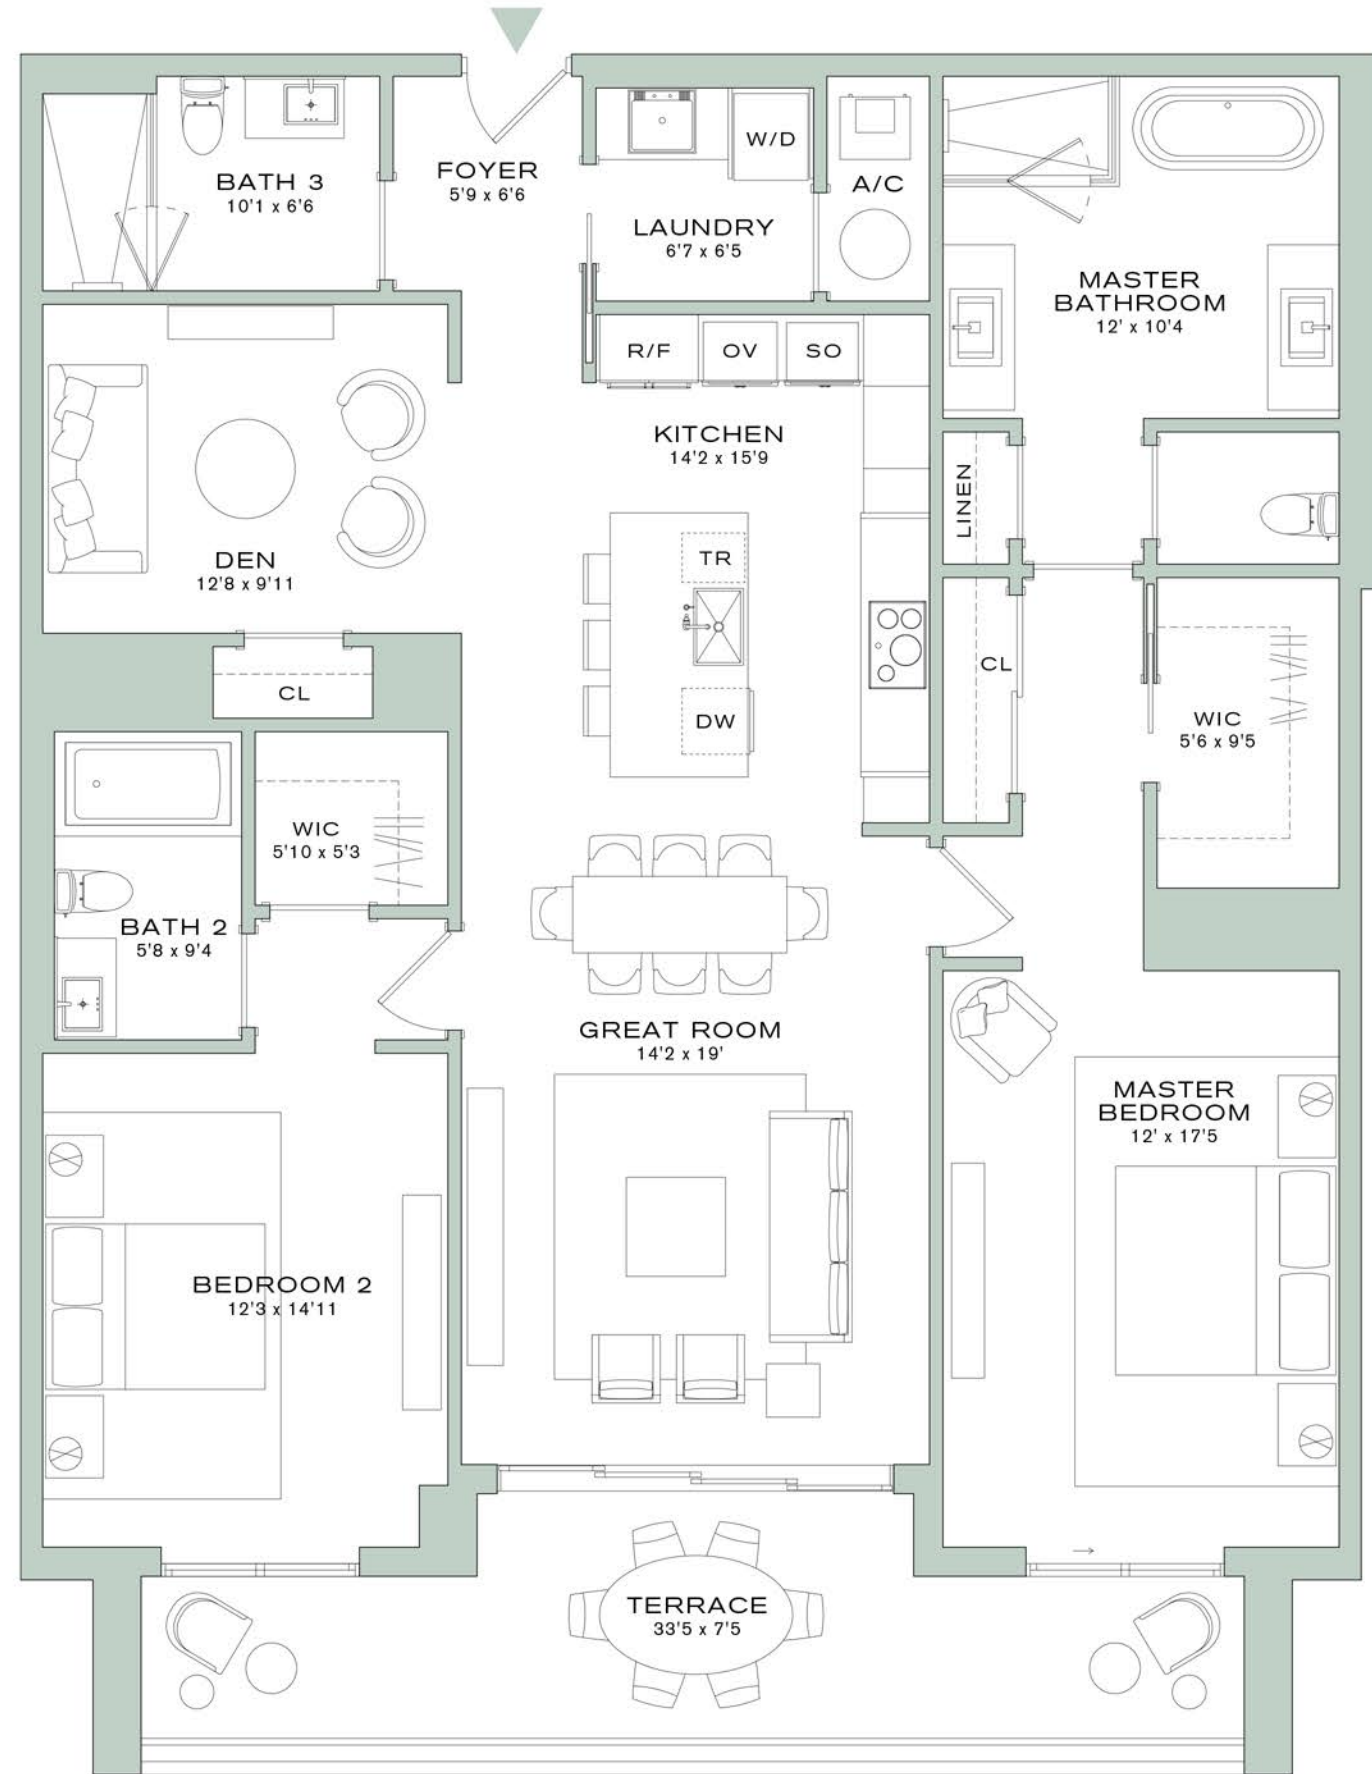 BATH 3
10'1 x 6'6
FOYER
5'9 x 6'6
W/D
LAUNDRY
6'7 x 6'5
A/C
MASTER
BATHROOM
12' x 10'4
R/F
OV
SO
KITCHEN
14'2 x 15'9
LINEN
DEN
12'8 x 9'11
TR
CL
CL
DW
WIC
5'6 x 9'5
WIC
5'10 x 5'3
BATH 2
5'8 x 9'4
GREAT ROOM
14'2 x 19'
MASTER
BEDROOM
12' x 17'5
BEDROOM 2
12'3 x 14'11
TERRACE
33'5 x 7'5